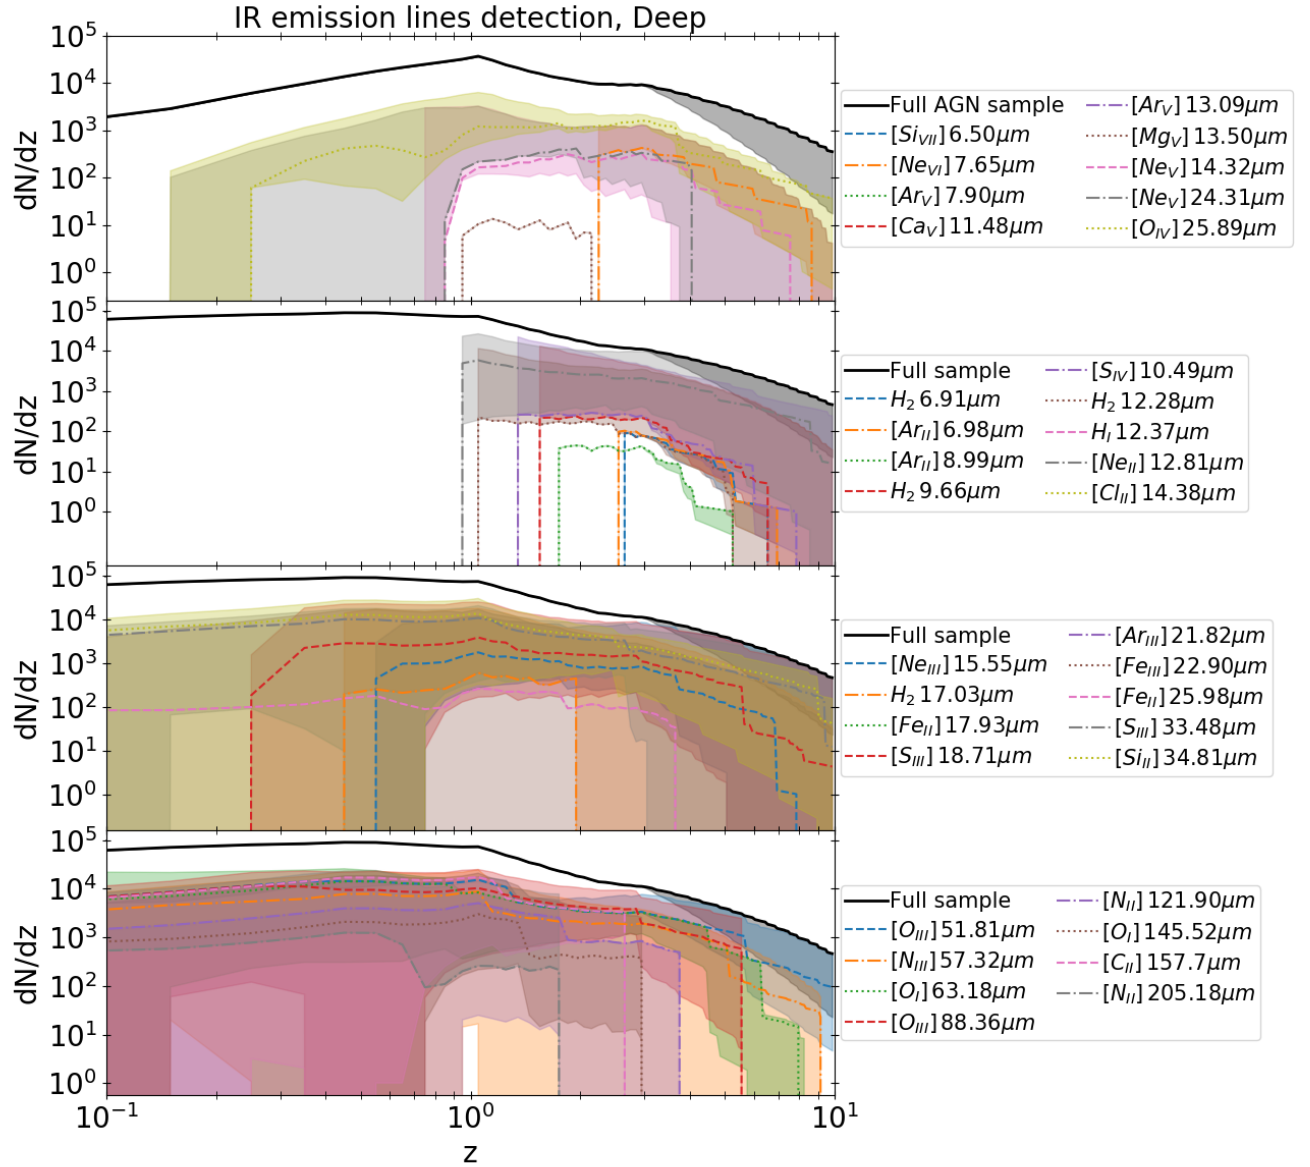 IR emission lines detection, Deep
10^5
10^4
10^3
10^2
10^1
10^0
dN/dz
Full AGN sample
[Si_VII] 6.50μm
[Ne_VI] 7.65μm
[Ar_V] 7.90μm
[Ca_V] 11.48μm
[Ar_V] 13.09μm
[Mg_V] 13.50μm
[Ne_V] 14.32μm
[Ne_V] 24.31μm
[O_IV] 25.89μm
10^5
10^4
10^3
10^2
10^1
10^0
dN/dz
Full sample
H_2 6.91μm
[Ar_II] 6.98μm
[Ar_II] 8.99μm
H_2 9.66μm
[S_IV] 10.49μm
H_2 12.28μm
H_I 12.37μm
[Ne_II] 12.81μm
[Cl_II] 14.38μm
10^5
10^4
10^3
10^2
10^1
10^0
dN/dz
Full sample
[Ne_III] 15.55μm
H_2 17.03μm
[Fe_II] 17.93μm
[S_III] 18.71μm
[Ar_III] 21.82μm
[Fe_III] 22.90μm
[Fe_II] 25.98μm
[S_III] 33.48μm
[Si_II] 34.81μm
10^5
10^4
10^3
10^2
10^1
10^0
dN/dz
Full sample
[O_III] 51.81μm
[N_III] 57.32μm
[O_I] 63.18μm
[O_III] 88.36μm
[N_II] 121.90μm
[O_I] 145.52μm
[C_II] 157.7μm
[N_II] 205.18μm
10^−1
10^0
10^1
z